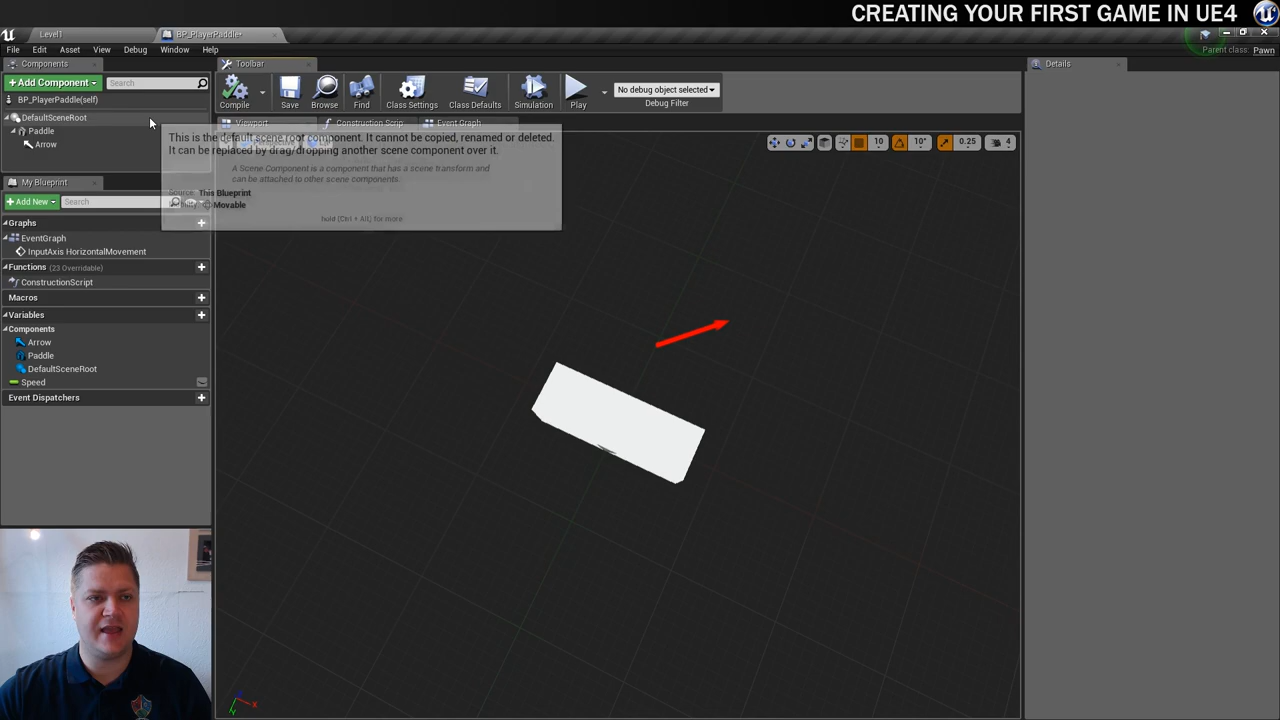 CREATING YOUR FIRST GAME IN UE4
Level1
BP_PlayerPaddle*
File Edit Asset View Debug Window Help
Parent class: Pawn
Components
+Add Component
Search
BP_PlayerPaddle(self)
DefaultSceneRoot
Paddle
Arrow
My Blueprint
+Add New
Search
Graphs
EventGraph
InputAxis HorizontalMovement
Functions (23 Overridable)
ConstructionScript
Macros
Variables
Components
Arrow
Paddle
DefaultSceneRoot
Speed
Event Dispatchers
Toolbar
Compile Save Browse Find Class Settings Class Defaults Simulation Play
No debug object selected
Debug Filter
Viewport Construction Scrip Event Graph
This is the default scene root component. It cannot be copied, renamed or deleted.
It can be replaced by drag/dropping another scene component over it.
A Scene Component is a component that has a scene transform and
can be attached to other scene components.
This Blueprint
Movable
hold (Ctrl + Alt) for more
10 10° 0.25 4
Details
X
Y